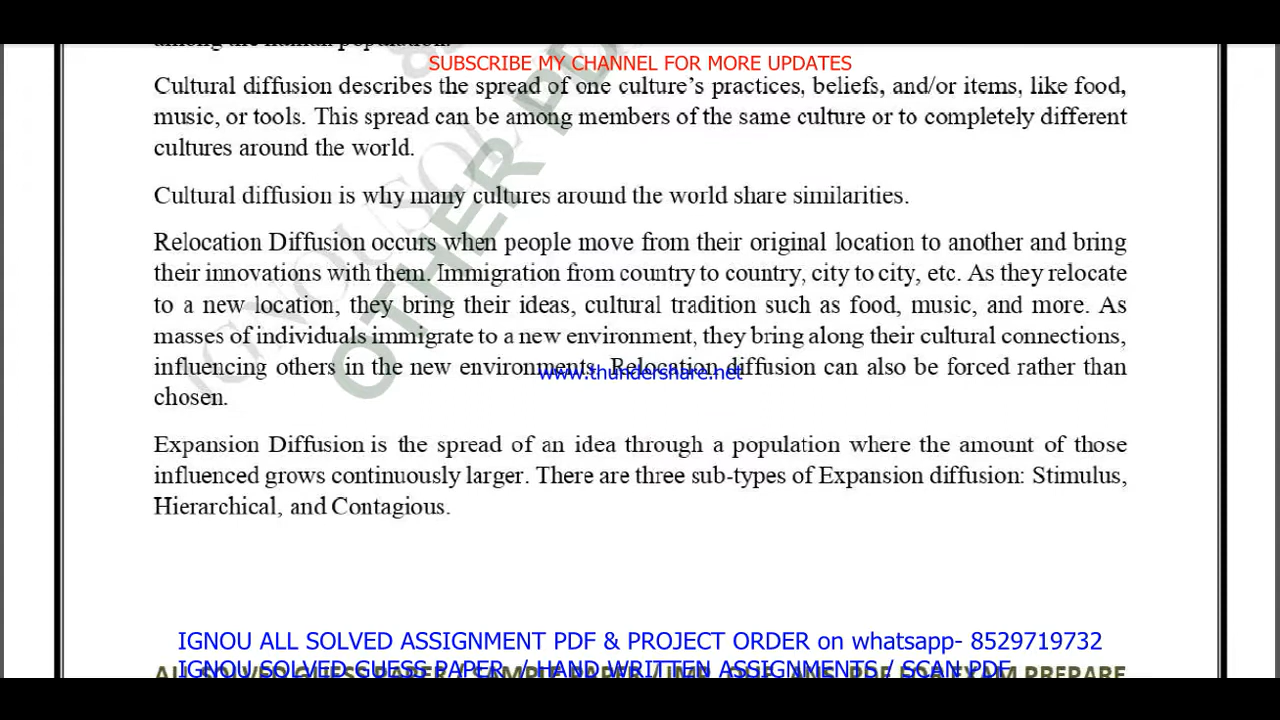 among the human population.
SUBSCRIBE MY CHANNEL FOR MORE UPDATES
Cultural diffusion describes the spread of one culture’s practices, beliefs, and/or items, like food,
music, or tools. This spread can be among members of the same culture or to completely different
cultures around the world.
Cultural diffusion is why many cultures around the world share similarities.
Relocation Diffusion occurs when people move from their original location to another and bring
their innovations with them. Immigration from country to country, city to city, etc. As they relocate
to a new location, they bring their ideas, cultural tradition such as food, music, and more. As
masses of individuals immigrate to a new environment, they bring along their cultural connections,
influencing others in the new environments. Relocation diffusion can also be forced rather than
www.thundershare.net
chosen.
Expansion Diffusion is the spread of an idea through a population where the amount of those
influenced grows continuously larger. There are three sub-types of Expansion diffusion: Stimulus,
Hierarchical, and Contagious.
IGNOUSOL
OTHER PD
IGNOU ALL SOLVED ASSIGNMENT PDF & PROJECT ORDER on whatsapp- 8529719732
IGNOU SOLVED GUESS PAPER / HAND WRITTEN ASSIGNMENTS / SCAN PDF
EXAM PREPARE